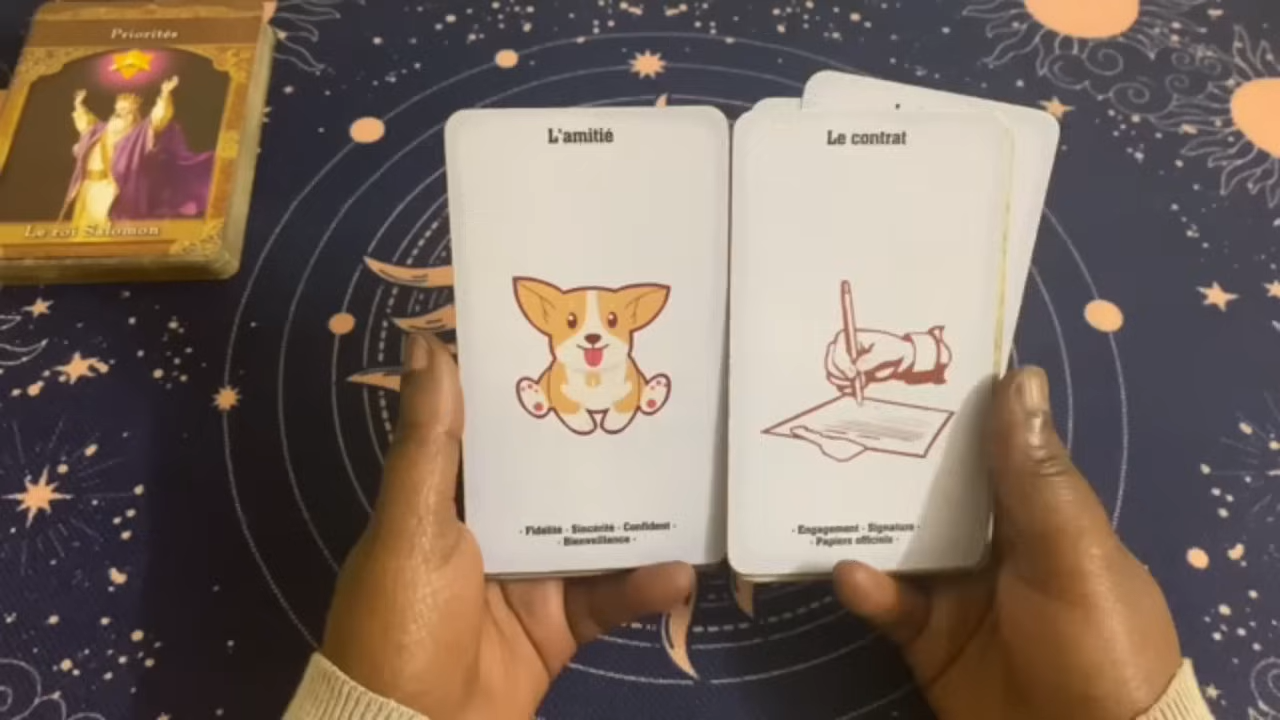 Priorités
Le roi Salomon
L'amitié
- Fidélité - Sincérité - Confident -
- Bienveillance -
Le contrat
- Engagement - Signature -
- Papiers officiels -